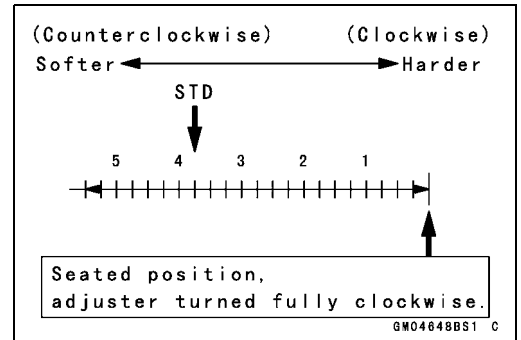 (Counterclockwise) (Clockwise)
Softer Harder
STD
5 4 3 2 1
Seated position,
adjuster turned fully clockwise.
GM04648BS1 C